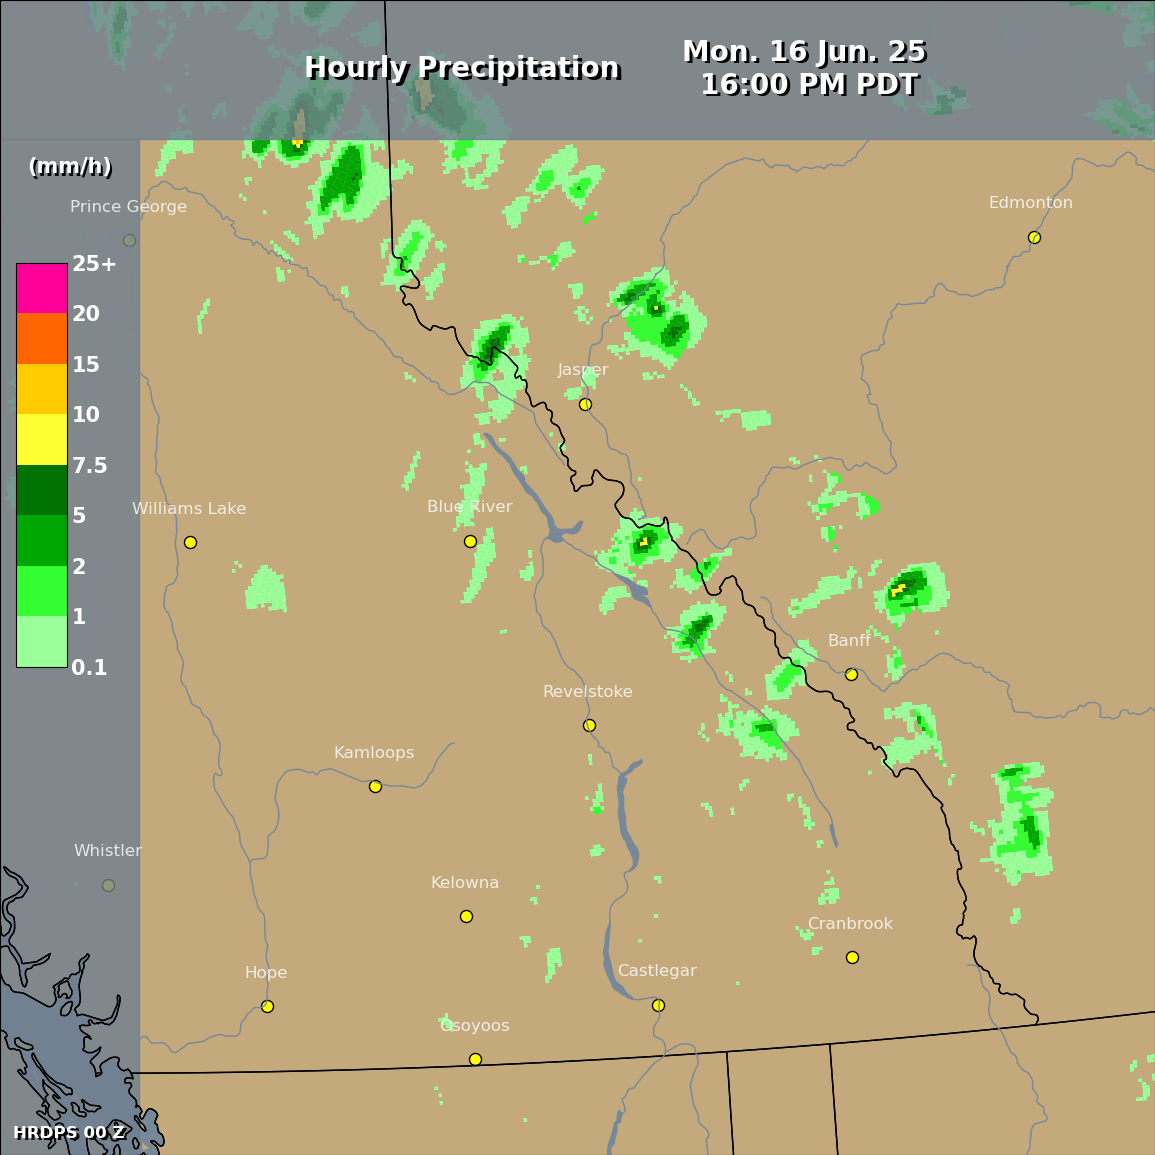 Hourly Precipitation
Mon. 16 Jun. 25
16:00 PM PDT
(mm/h)
Prince George
Edmonton
25+
20
15
10
7.5
5
2
1
0.1
Jasper
Williams Lake
Blue River
Banff
Revelstoke
Kamloops
Whistler
Kelowna
Cranbrook
Hope
Castlegar
Osoyoos
HRDPS 00 Z